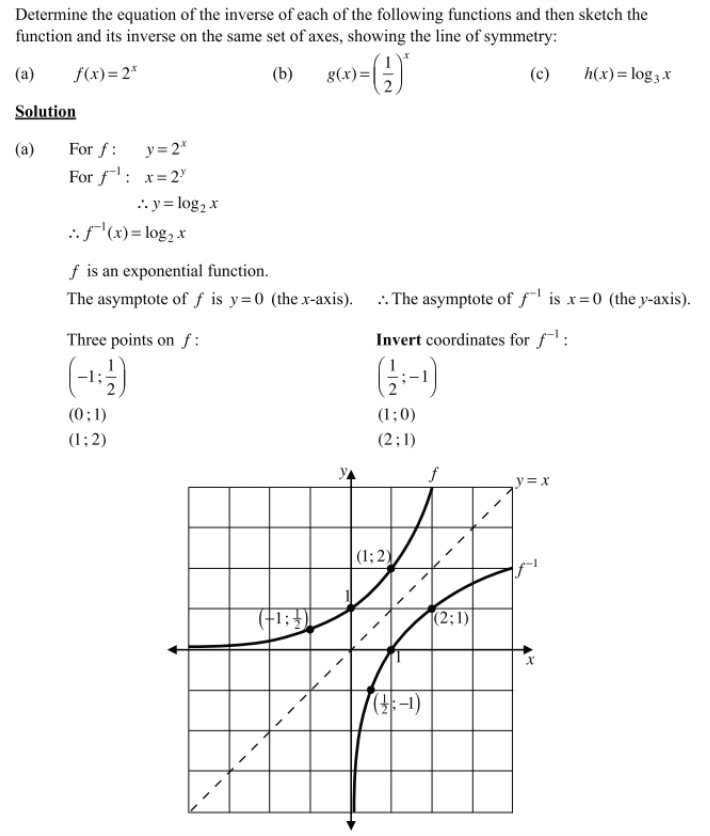 Determine the equation of the inverse of each of the following functions and then sketch the
function and its inverse on the same set of axes, showing the line of symmetry:
(a) f(x)=2^x (b) g(x)=(1/2)^x (c) h(x)=log₃ x
Solution
(a) For f : y=2^x
For f⁻¹ : x=2^y
∴ y=log₂ x
∴ f⁻¹(x)=log₂ x
f is an exponential function.
The asymptote of f is y=0 (the x-axis). ∴ The asymptote of f⁻¹ is x=0 (the y-axis).
Three points on f : Invert coordinates for f⁻¹ :
(−1; 1/2) (1/2; −1)
(0;1) (1;0)
(1;2) (2;1)
y f y=x
(1;2) f⁻¹
1
(−1; 1/2) (2;1)
1 x
(1/2; −1)